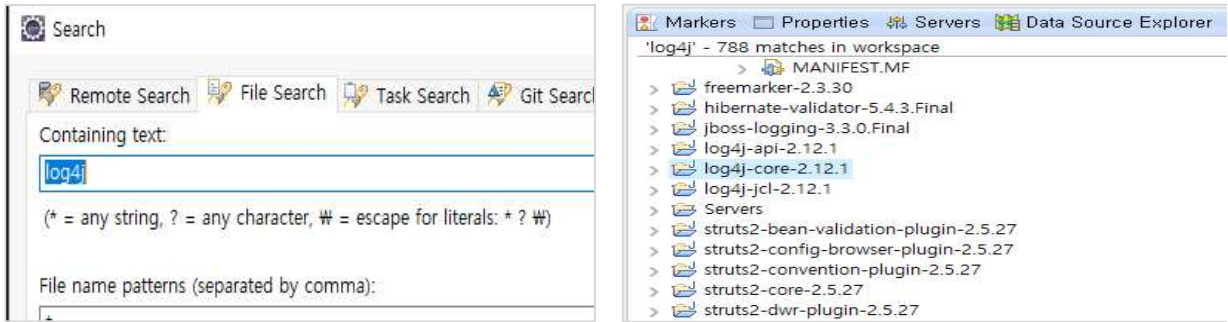 Search
Remote Search File Search Task Search Git Searc
Containing text:
log4j
(* = any string, ? = any character, ₩ = escape for literals: * ? ₩)
File name patterns (separated by comma):
*
Markers Properties Servers Data Source Explorer
'log4j' - 788 matches in workspace
> MANIFEST.MF
> freemarker-2.3.30
> hibernate-validator-5.4.3.Final
> jboss-logging-3.3.0.Final
> log4j-api-2.12.1
> log4j-core-2.12.1
> log4j-jcl-2.12.1
> Servers
> struts2-bean-validation-plugin-2.5.27
> struts2-config-browser-plugin-2.5.27
> struts2-convention-plugin-2.5.27
> struts2-core-2.5.27
> struts2-dwr-plugin-2.5.27